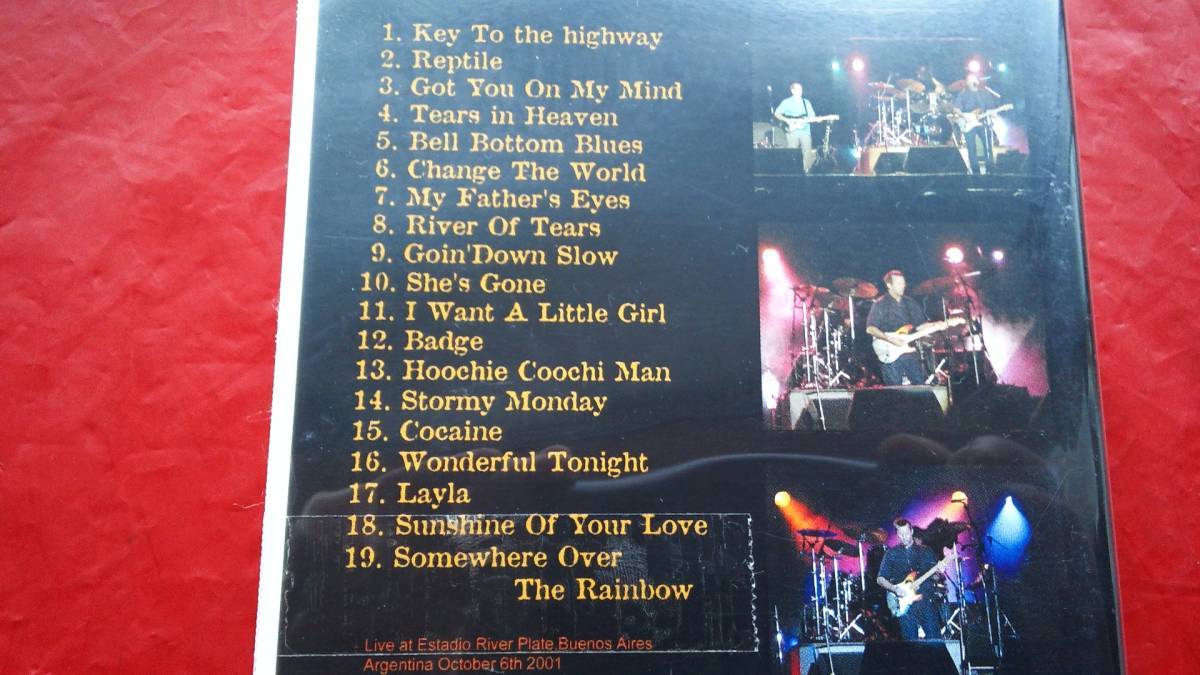 1. Key To the highway
2. Reptile
3. Got You On My Mind
4. Tears in Heaven
5. Bell Bottom Blues
6. Change The World
7. My Father's Eyes
8. River Of Tears
9. Goin'Down Slow
10. She's Gone
11. I Want A Little Girl
12. Badge
13. Hoochie Coochi Man
14. Stormy Monday
15. Cocaine
16. Wonderful Tonight
17. Layla
18. Sunshine Of Your Love
19. Somewhere Over
The Rainbow
Live at Estadio River Plate,Buenos Aires
Argentina October 6th 2001